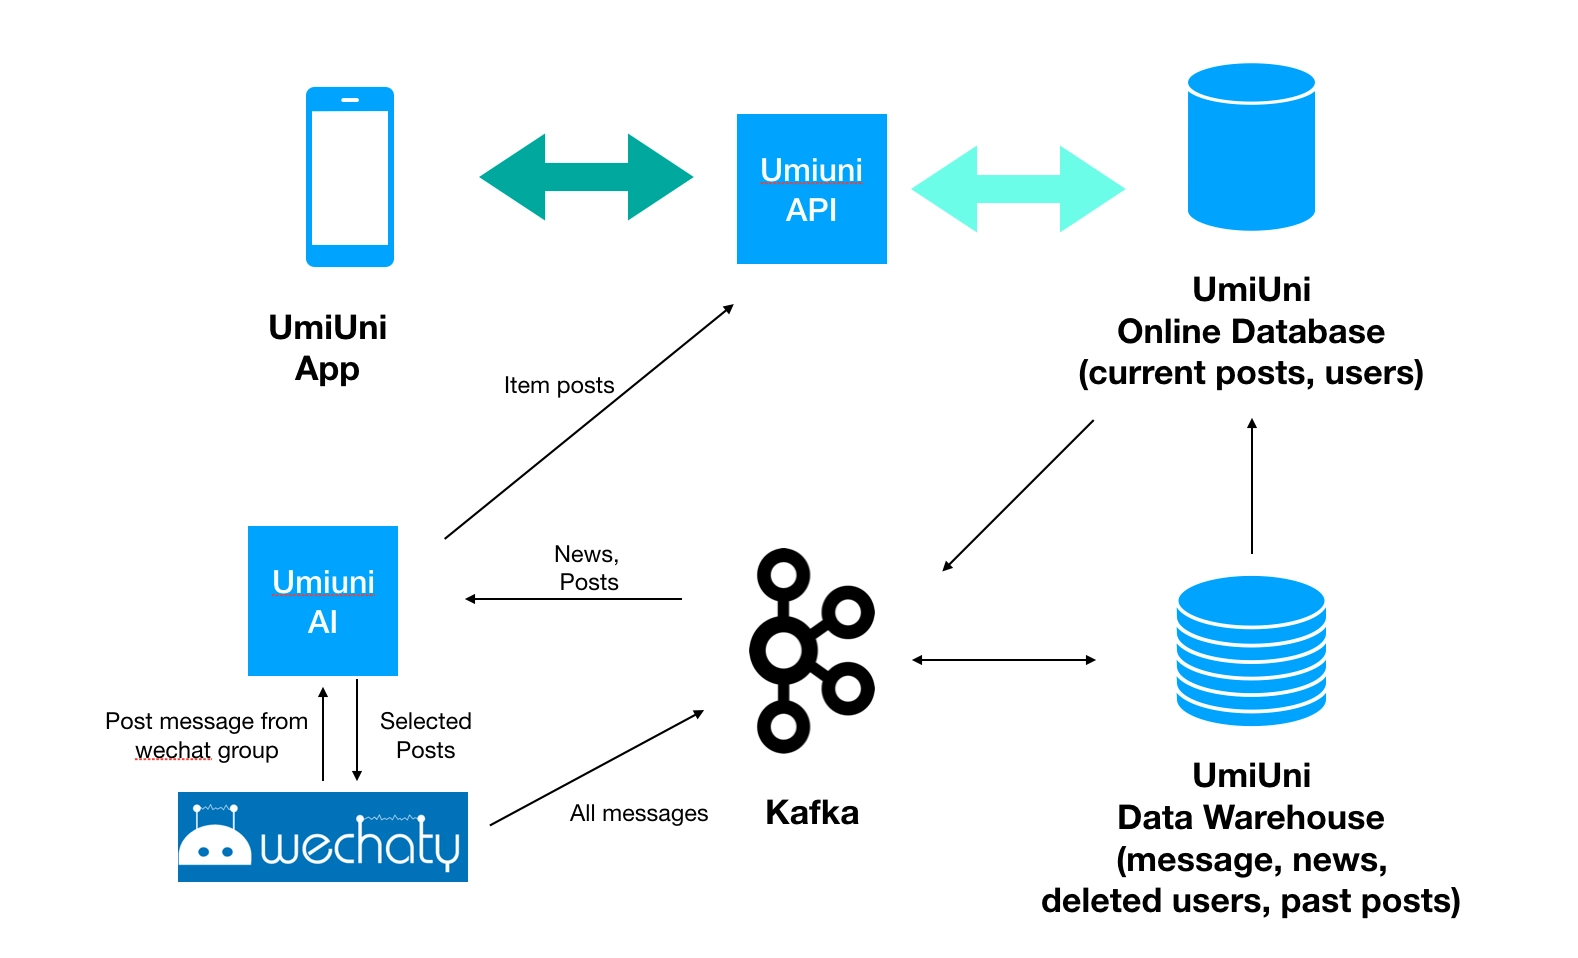 Umiuni
API
UmiUni
App
UmiUni
Online Database
(current posts, users)
Item posts
Umiuni
AI
News,
Posts
Post message from
wechat group
Selected
Posts
wechaty
All messages
Kafka
UmiUni
Data Warehouse
(message, news,
deleted users, past posts)